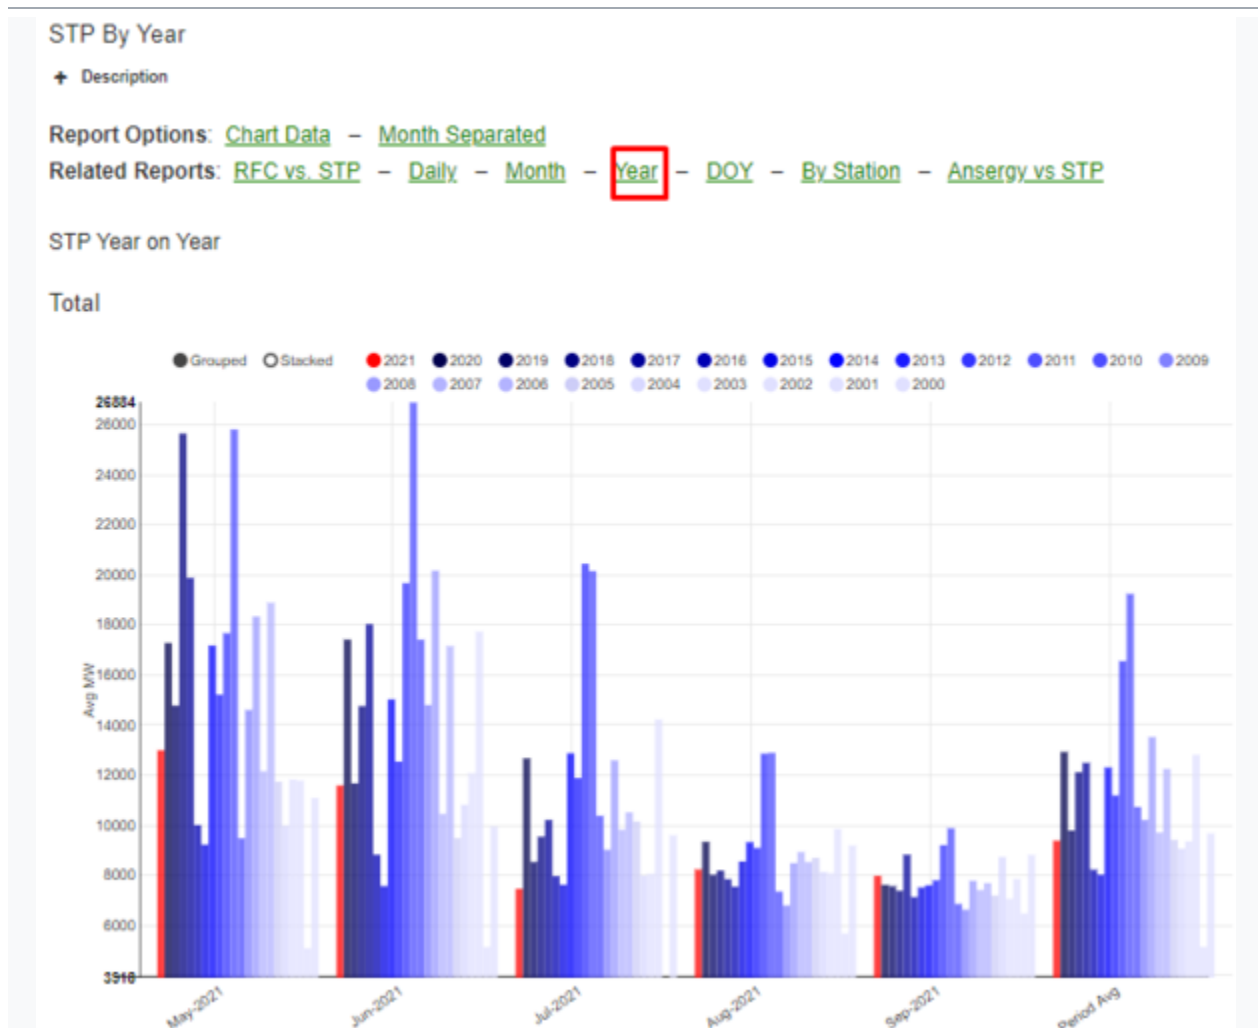 STP By Year
+ Description
Report Options: Chart Data – Month Separated
Related Reports: RFC vs. STP – Daily – Month – Year – DOY – By Station – Ansergy vs STP
STP Year on Year
Total
Grouped Stacked 2021 2020 2019 2018 2017 2016 2015 2014 2013 2012 2011 2010 2009
2008 2007 2006 2005 2004 2003 2002 2001 2000
26884
26000
24000
22000
20000
18000
16000
Avg MW
14000
12000
10000
8000
6000
May-2021 Jun-2021 Jul-2021 Aug-2021 Sep-2021 Period Avg